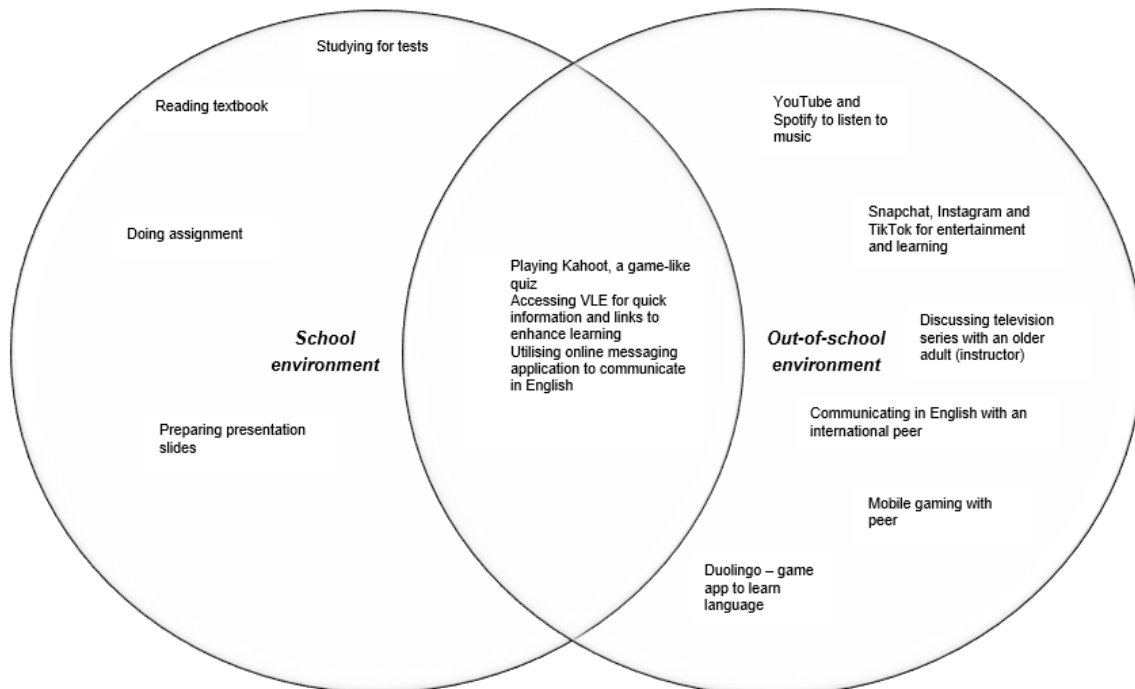 Studying for tests
Reading textbook
Doing assignment
School
environment
Preparing presentation
slides
Playing Kahoot, a game-like
quiz
Accessing VLE for quick
information and links to
enhance learning
Utilising online messaging
application to communicate
in English
YouTube and
Spotify to listen to
music
Snapchat, Instagram and
TikTok for entertainment
and learning
Discussing television
series with an older
adult (instructor)
Out-of-school
environment
Communicating in English with an
international peer
Mobile gaming with
peer
Duolingo – game
app to learn
language